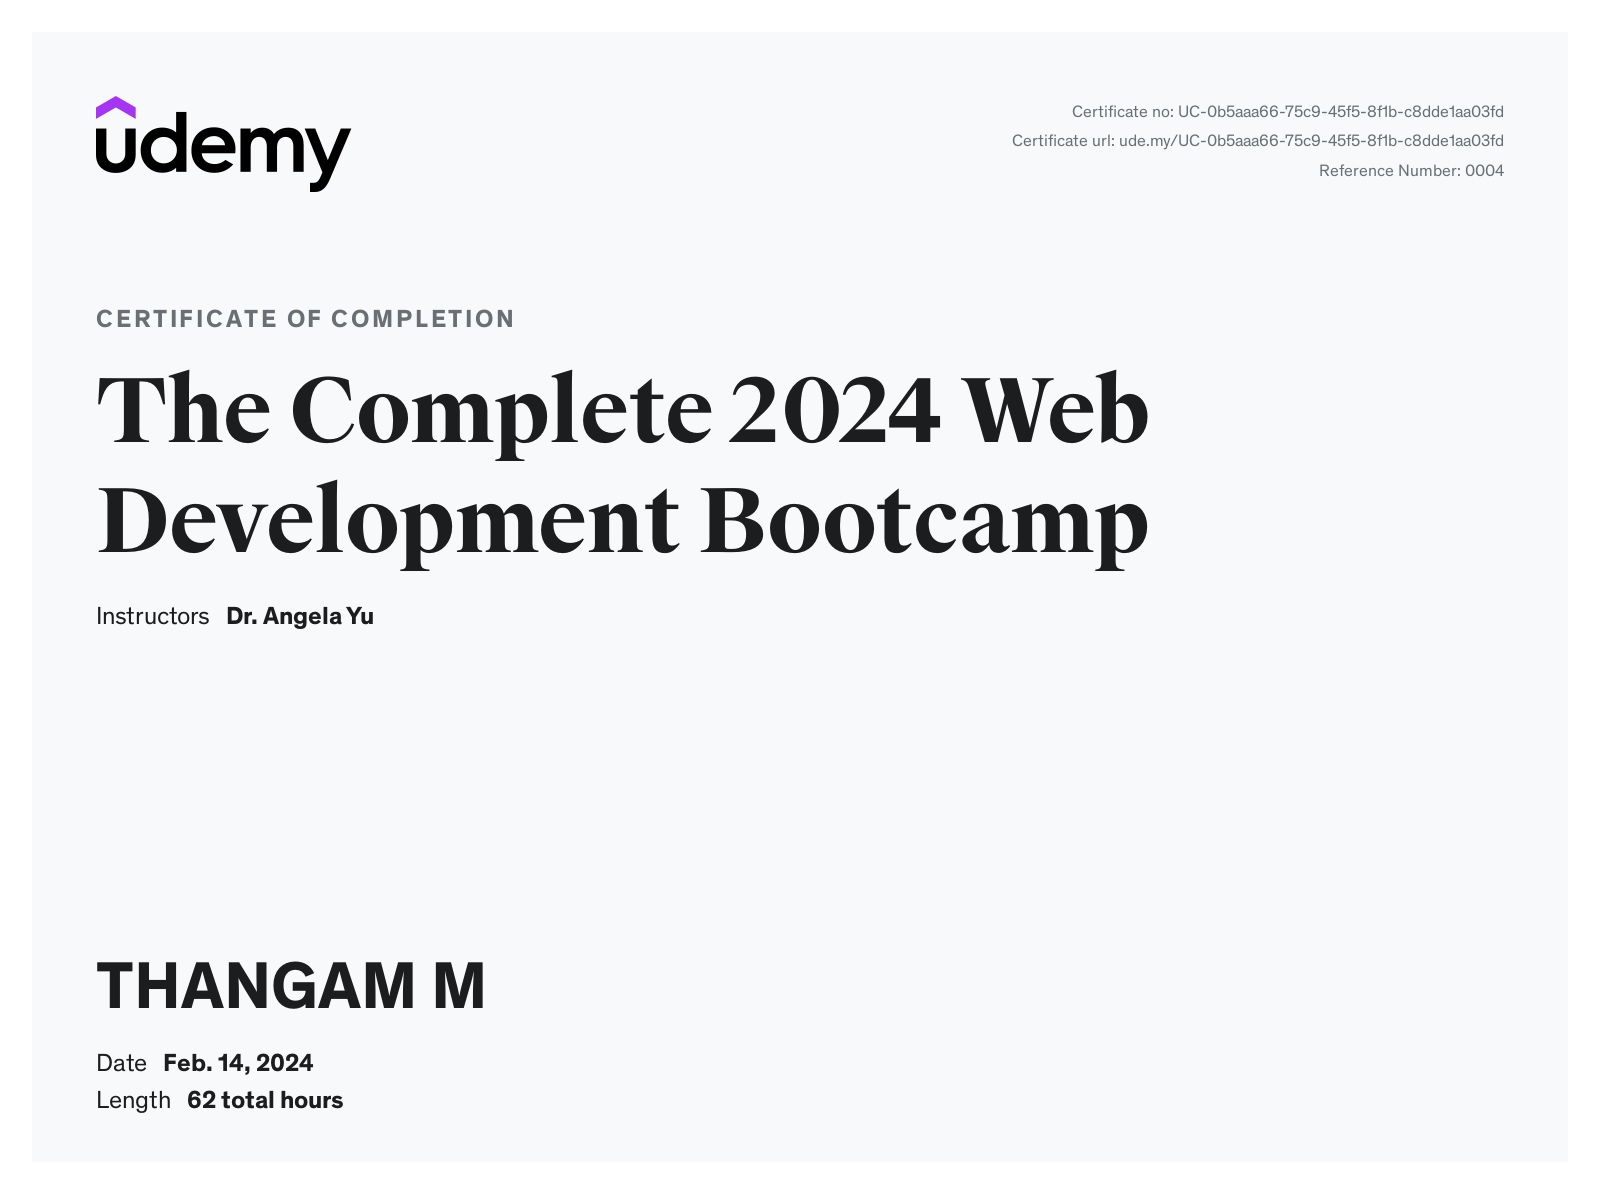 udemy
Certificate no: UC-0b5aaa66-75c9-45f5-8f1b-c8dde1aa03fd
Certificate url: ude.my/UC-0b5aaa66-75c9-45f5-8f1b-c8dde1aa03fd
Reference Number: 0004
CERTIFICATE OF COMPLETION
The Complete 2024 Web
Development Bootcamp
Instructors Dr. Angela Yu
THANGAM M
Date Feb. 14, 2024
Length 62 total hours